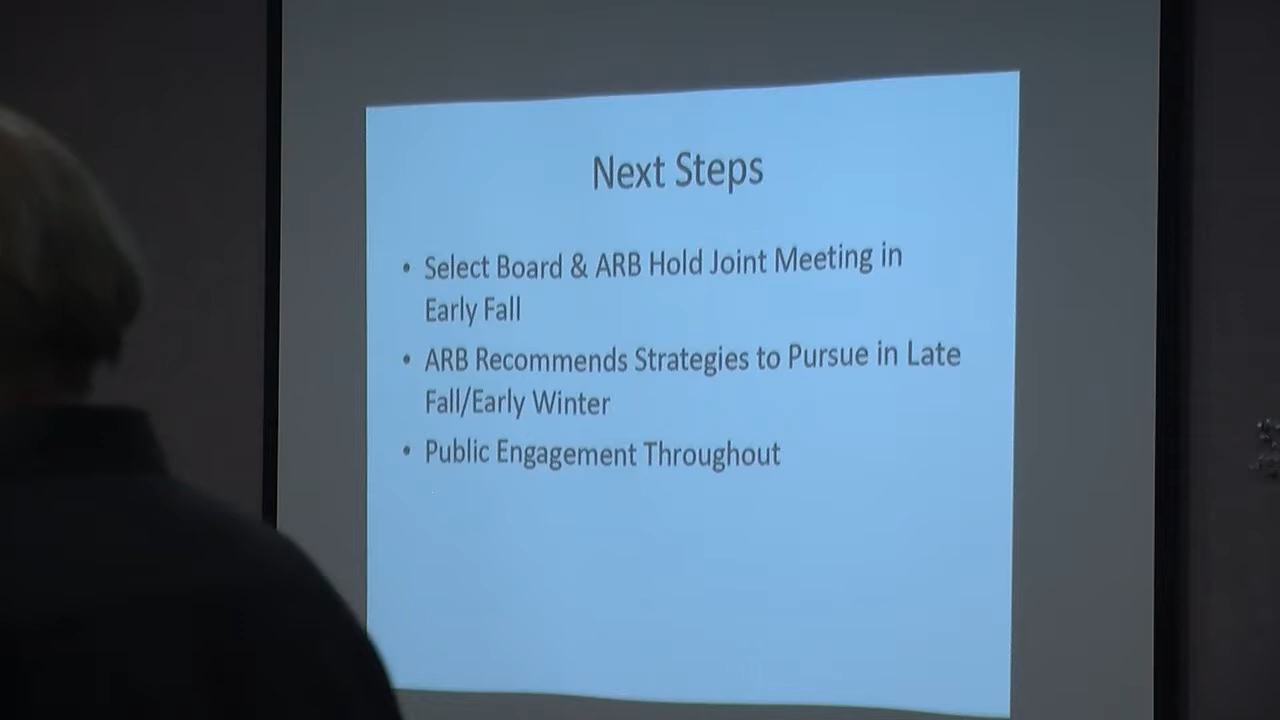 Next Steps
• Select Board & ARB Hold Joint Meeting in
Early Fall
• ARB Recommends Strategies to Pursue in Late
Fall/Early Winter
• Public Engagement Throughout